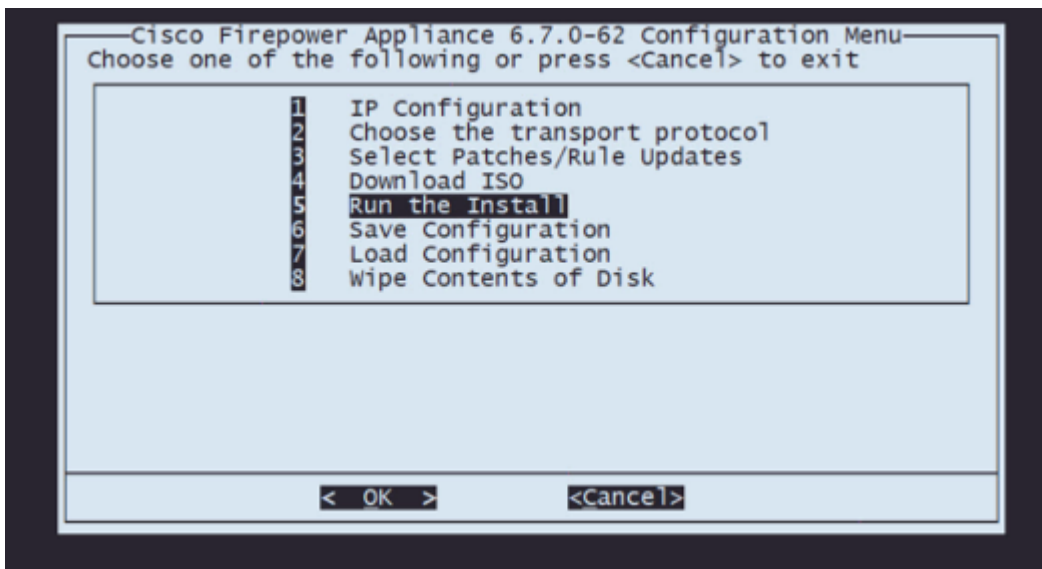 Cisco Firepower Appliance 6.7.0-62 Configuration Menu
Choose one of the following or press <Cancel> to exit
1 IP Configuration
2 Choose the transport protocol
3 Select Patches/Rule Updates
4 Download ISO
5 Run the Install
6 Save Configuration
7 Load Configuration
8 Wipe Contents of Disk
< OK > <Cancel>